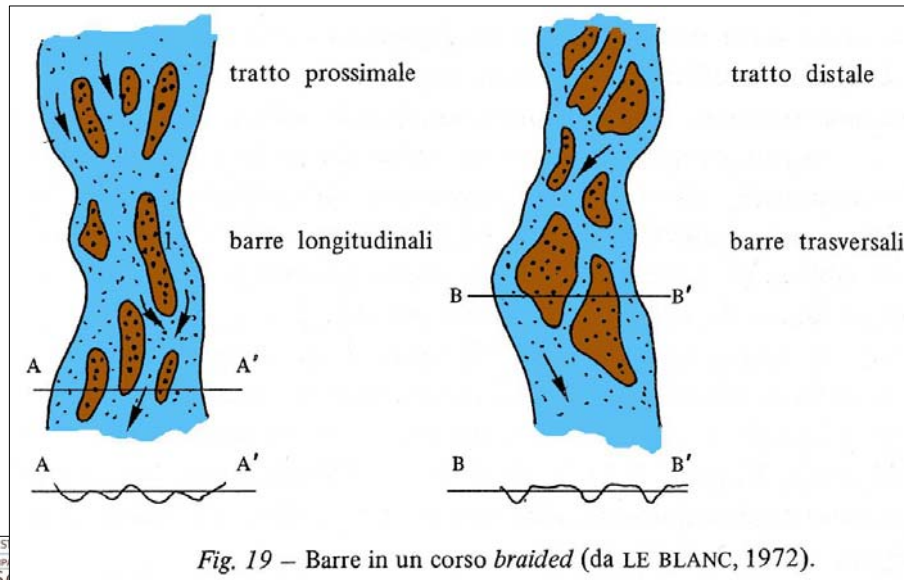 tratto prossimale
tratto distale
barre longitudinali
barre trasversali
B B'
A A'
A A'
B B'
Fig. 19 – Barre in un corso braided (da LE BLANC, 1972).